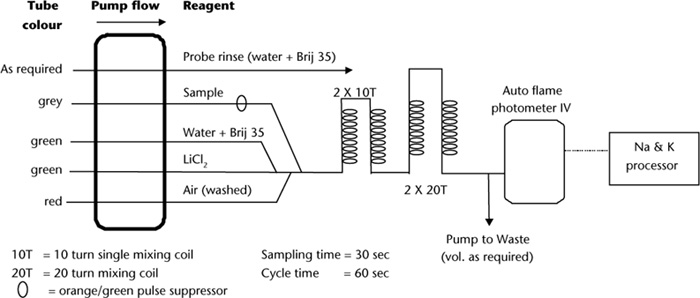 Tube colour
Pump flow
Reagent
As required
Probe rinse (water + Brij 35)
grey
Sample
green
Water + Brij 35
green
LiCl2
red
Air (washed)
2 X 10T
2 X 20T
Auto flame
photometer IV
Na & K
processor
Pump to Waste
(vol. as required)
10T = 10 turn single mixing coil
20T = 20 turn mixing coil
= orange/green pulse suppressor
Sampling time = 30 sec
Cycle time = 60 sec